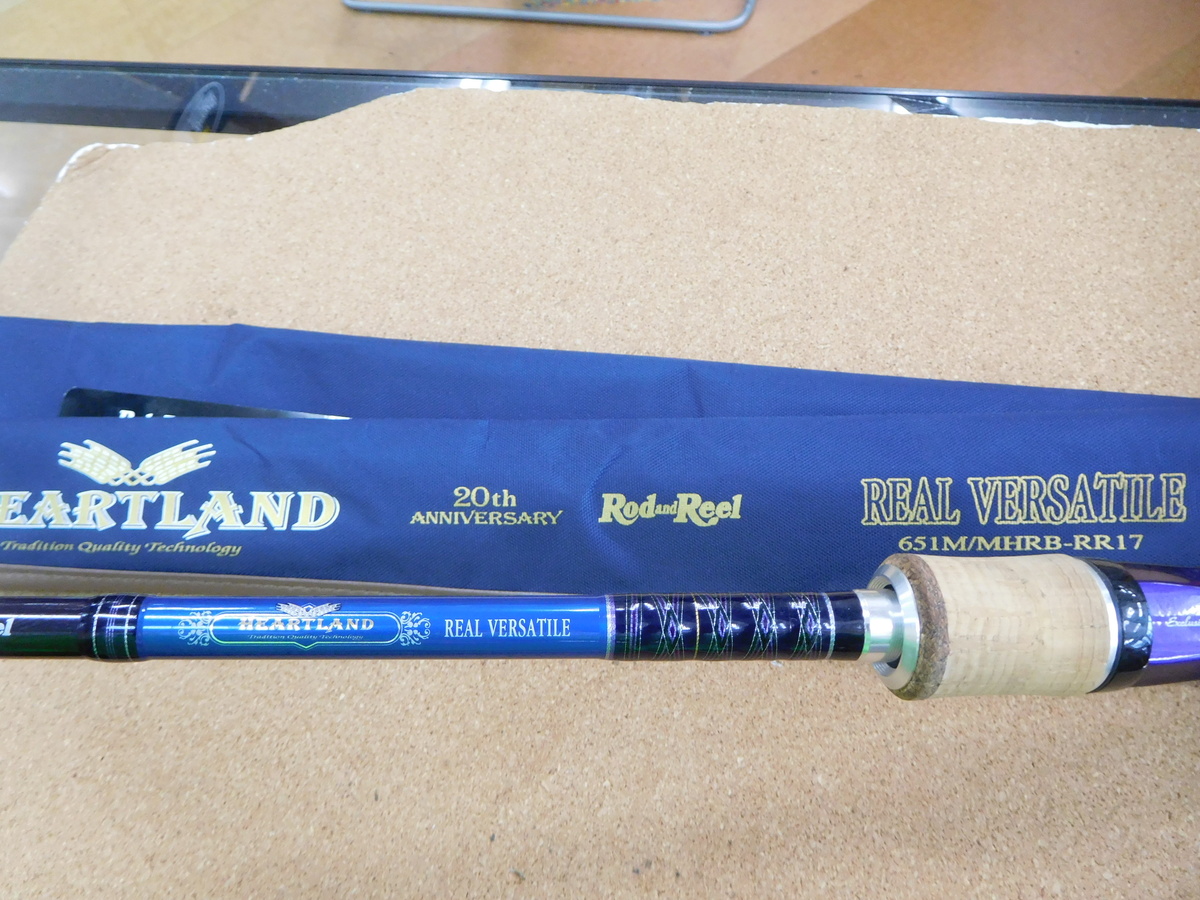 EARTLAND
Tradition Quality Technology
20th
ANNIVERSARY
Rod and Reel
REAL VERSATILE
651M/MHRB-RR17
HEARTLAND
Tradition Quality Technology
REAL VERSATILE